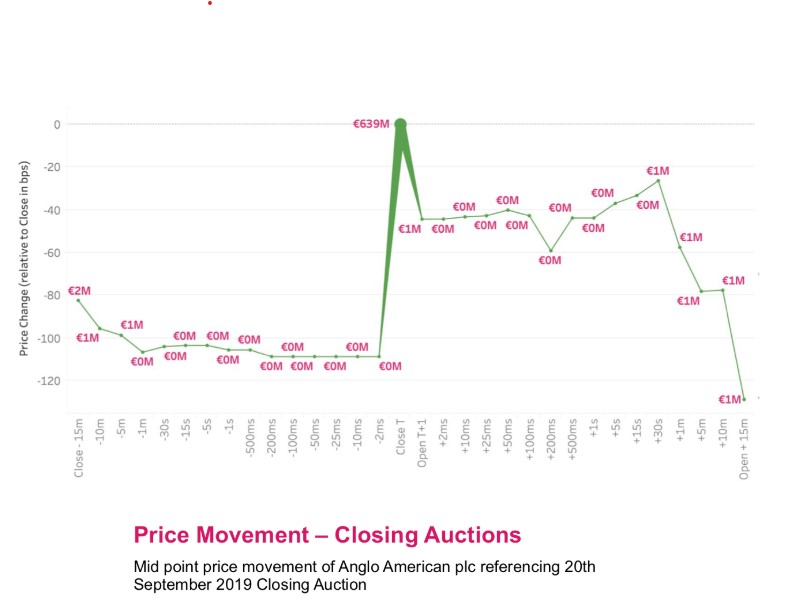 Price Change (relative to Close in bps)
0
-20
-40
-60
-80
-100
-120
€2M
€1M
€1M
€0M
€0M
€0M
€0M
€0M
€0M
€0M
€0M
€0M
€0M
€0M
€0M
€639M
€1M
€0M
€0M
€0M
€0M
€0M
€0M
€0M
€0M
€0M
€0M
€1M
€1M
€1M
€1M
€1M
Close - 15m
-10m
-5m
-1m
-30s
-15s
-5s
-1s
-500ms
-200ms
-100ms
-50ms
-25ms
-10ms
-2ms
Close T
Open T+1
+2ms
+10ms
+25ms
+50ms
+100ms
+200ms
+500ms
+1s
+5s
+15s
+30s
+1m
+5m
+10m
Open + 15m
Price Movement – Closing Auctions
Mid point price movement of Anglo American plc referencing 20th
September 2019 Closing Auction